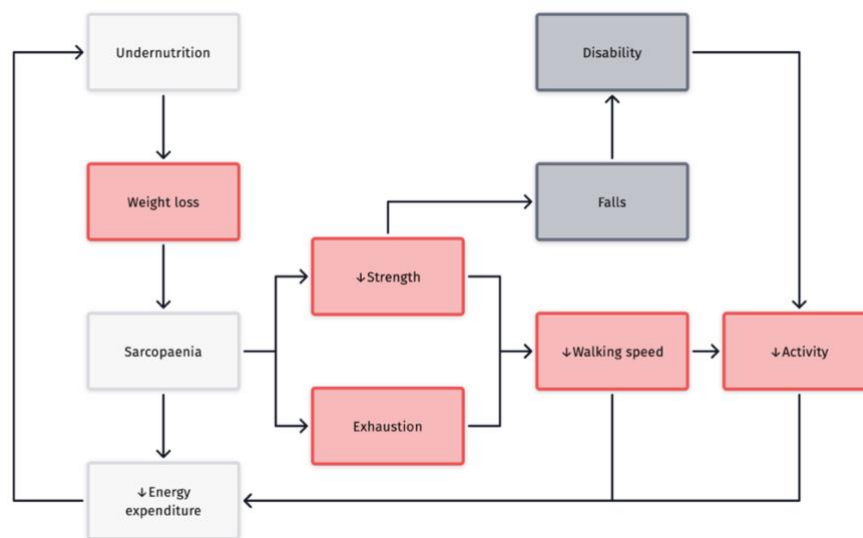 Undernutrition
Disability
Weight loss
Falls
↓Strength
Sarcopaenia
↓Walking speed
↓Activity
Exhaustion
↓Energy
expenditure